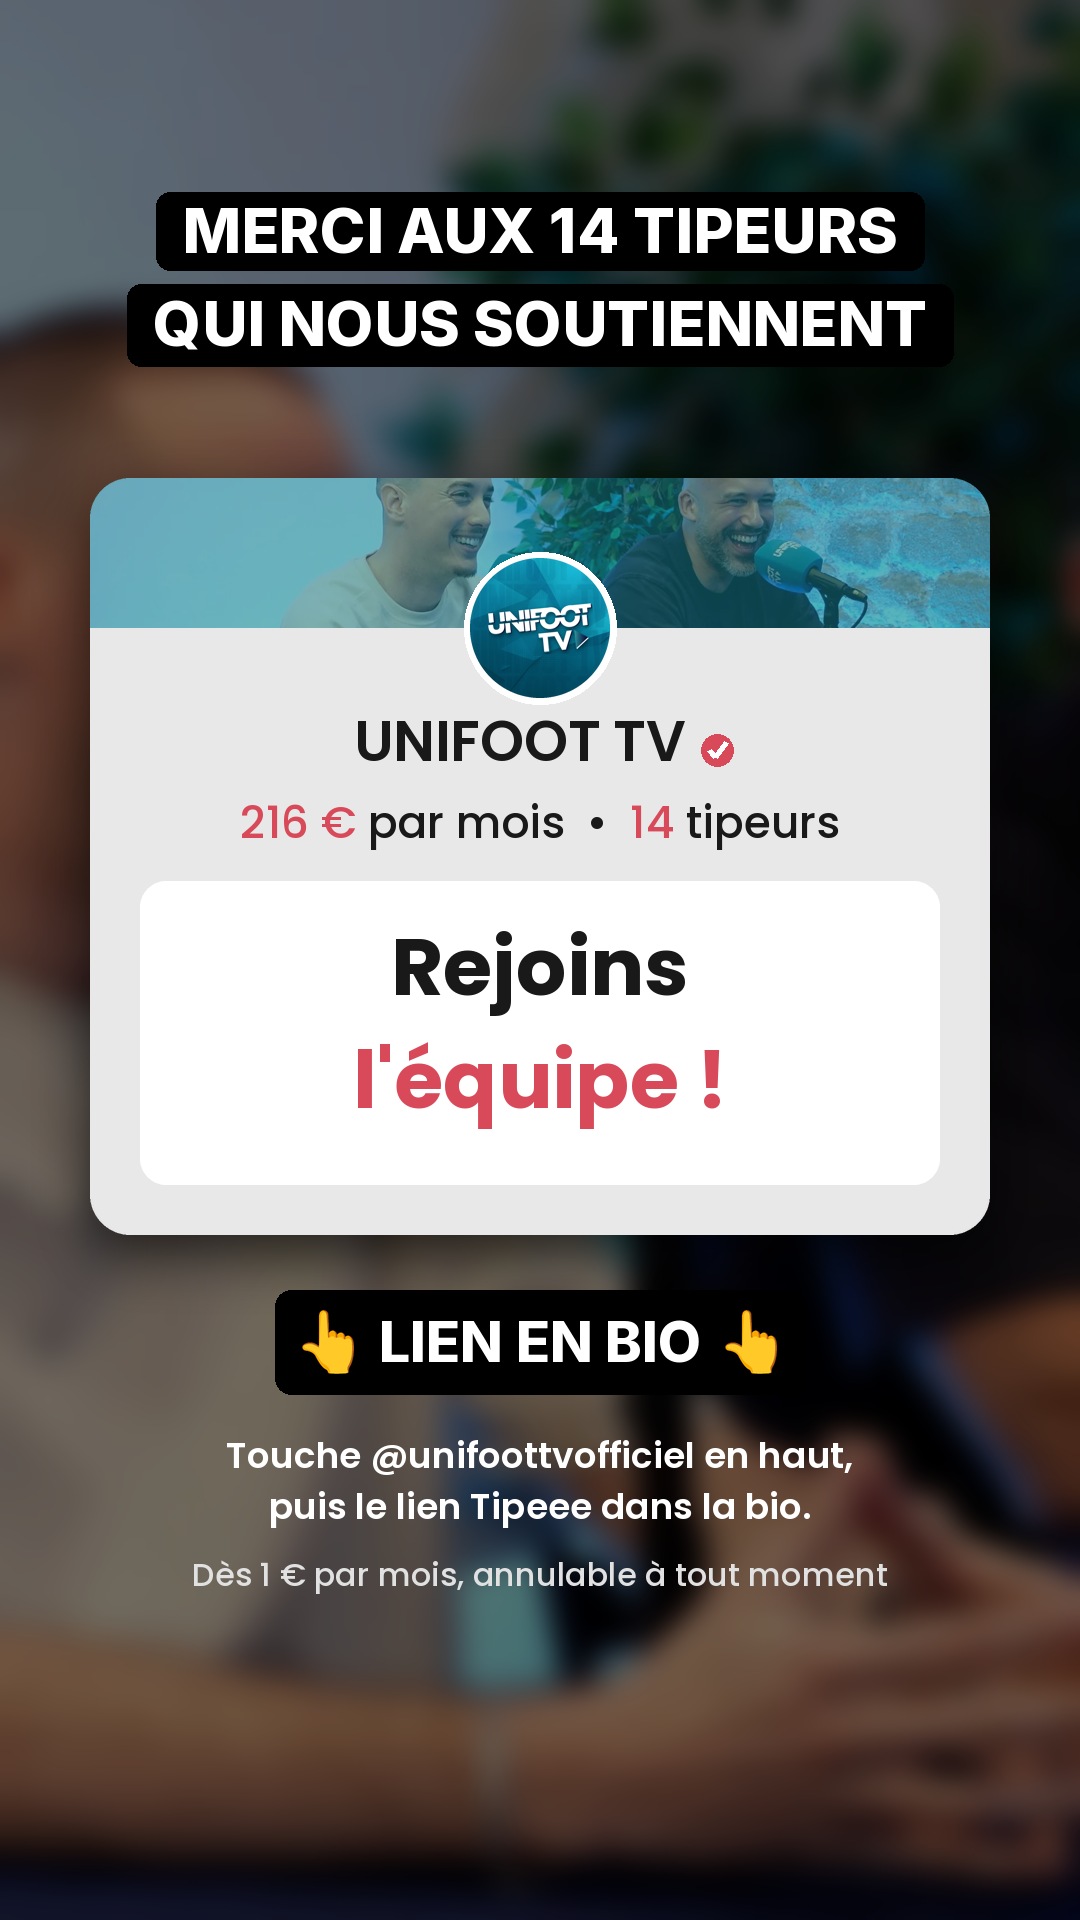 MERCI AUX 14 TIPEURS
QUI NOUS SOUTIENNENT
UNIFOOT
TV
UNIFOOT TV
216 € par mois • 14 tipeurs
Rejoins
l'équipe !
👆 LIEN EN BIO 👆
Touche @unifoottvofficiel en haut,
puis le lien Tipeee dans la bio.
Dès 1 € par mois, annulable à tout moment